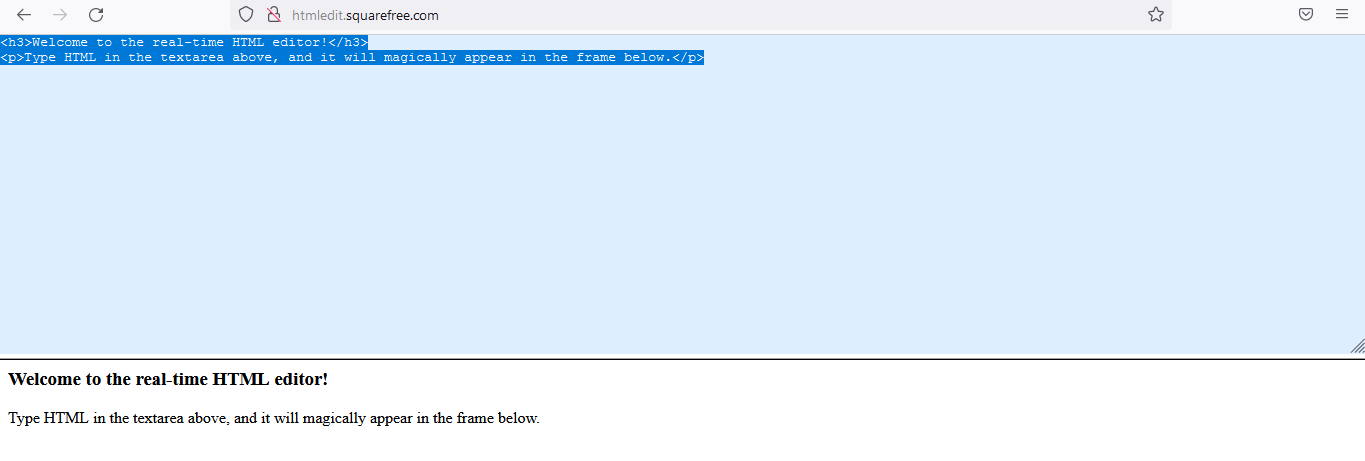 htmledit.squarefree.com
<h3>Welcome to the real-time HTML editor!</h3>
<p>Type HTML in the textarea above, and it will magically appear in the frame below.</p>
Welcome to the real-time HTML editor!
Type HTML in the textarea above, and it will magically appear in the frame below.